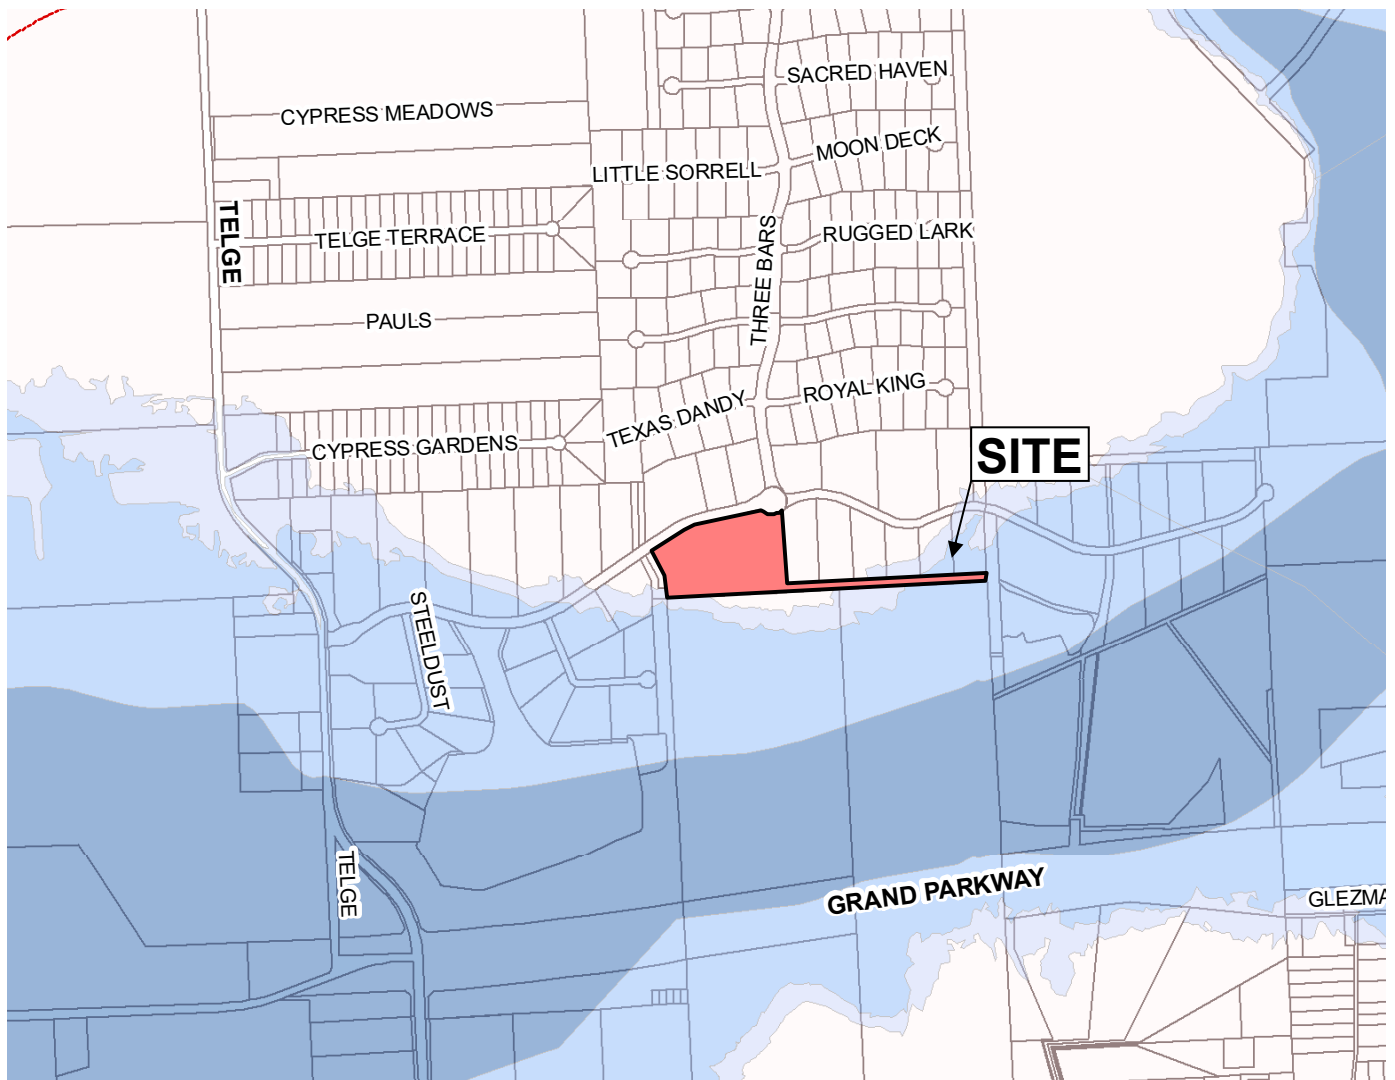 SACRED HAVEN
CYPRESS MEADOWS
MOON DECK
LITTLE SORRELL
TELGE
TELGE TERRACE
RUGGED LARK
THREE BARS
PAULS
ROYAL KING
TEXAS DANDY
CYPRESS GARDENS
SITE
STEELDUST
TELGE
GRAND PARKWAY
GLEZMA